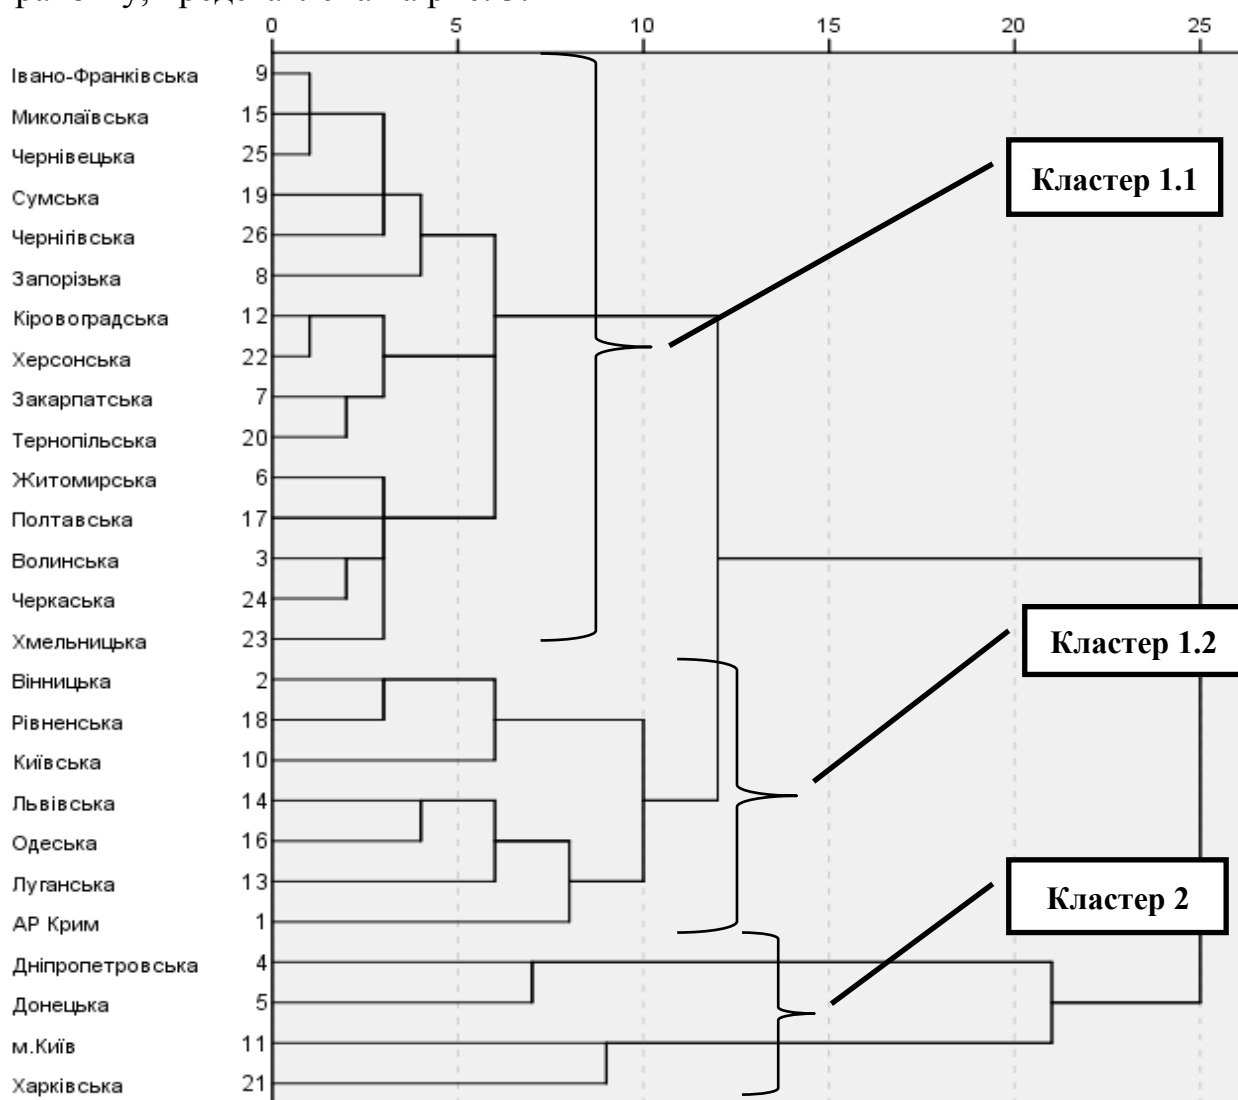 0 5 10 15 20 25
Івано-Франківська 9
Миколаївська 15
Чернівецька 25
Кластер 1.1
Сумська 19
Чернігівська 26
Запорізька 8
Кіровоградська 12
Херсонська 22
Закарпатська 7
Тернопільська 20
Житомирська 6
Полтавська 17
Волинська 3
Черкаська 24
Хмельницька 23
Кластер 1.2
Вінницька 2
Рівненська 18
Київська 10
Львівська 14
Одеська 16
Луганська 13
Кластер 2
АР Крим 1
Дніпропетровська 4
Донецька 5
м.Київ 11
Харківська 21